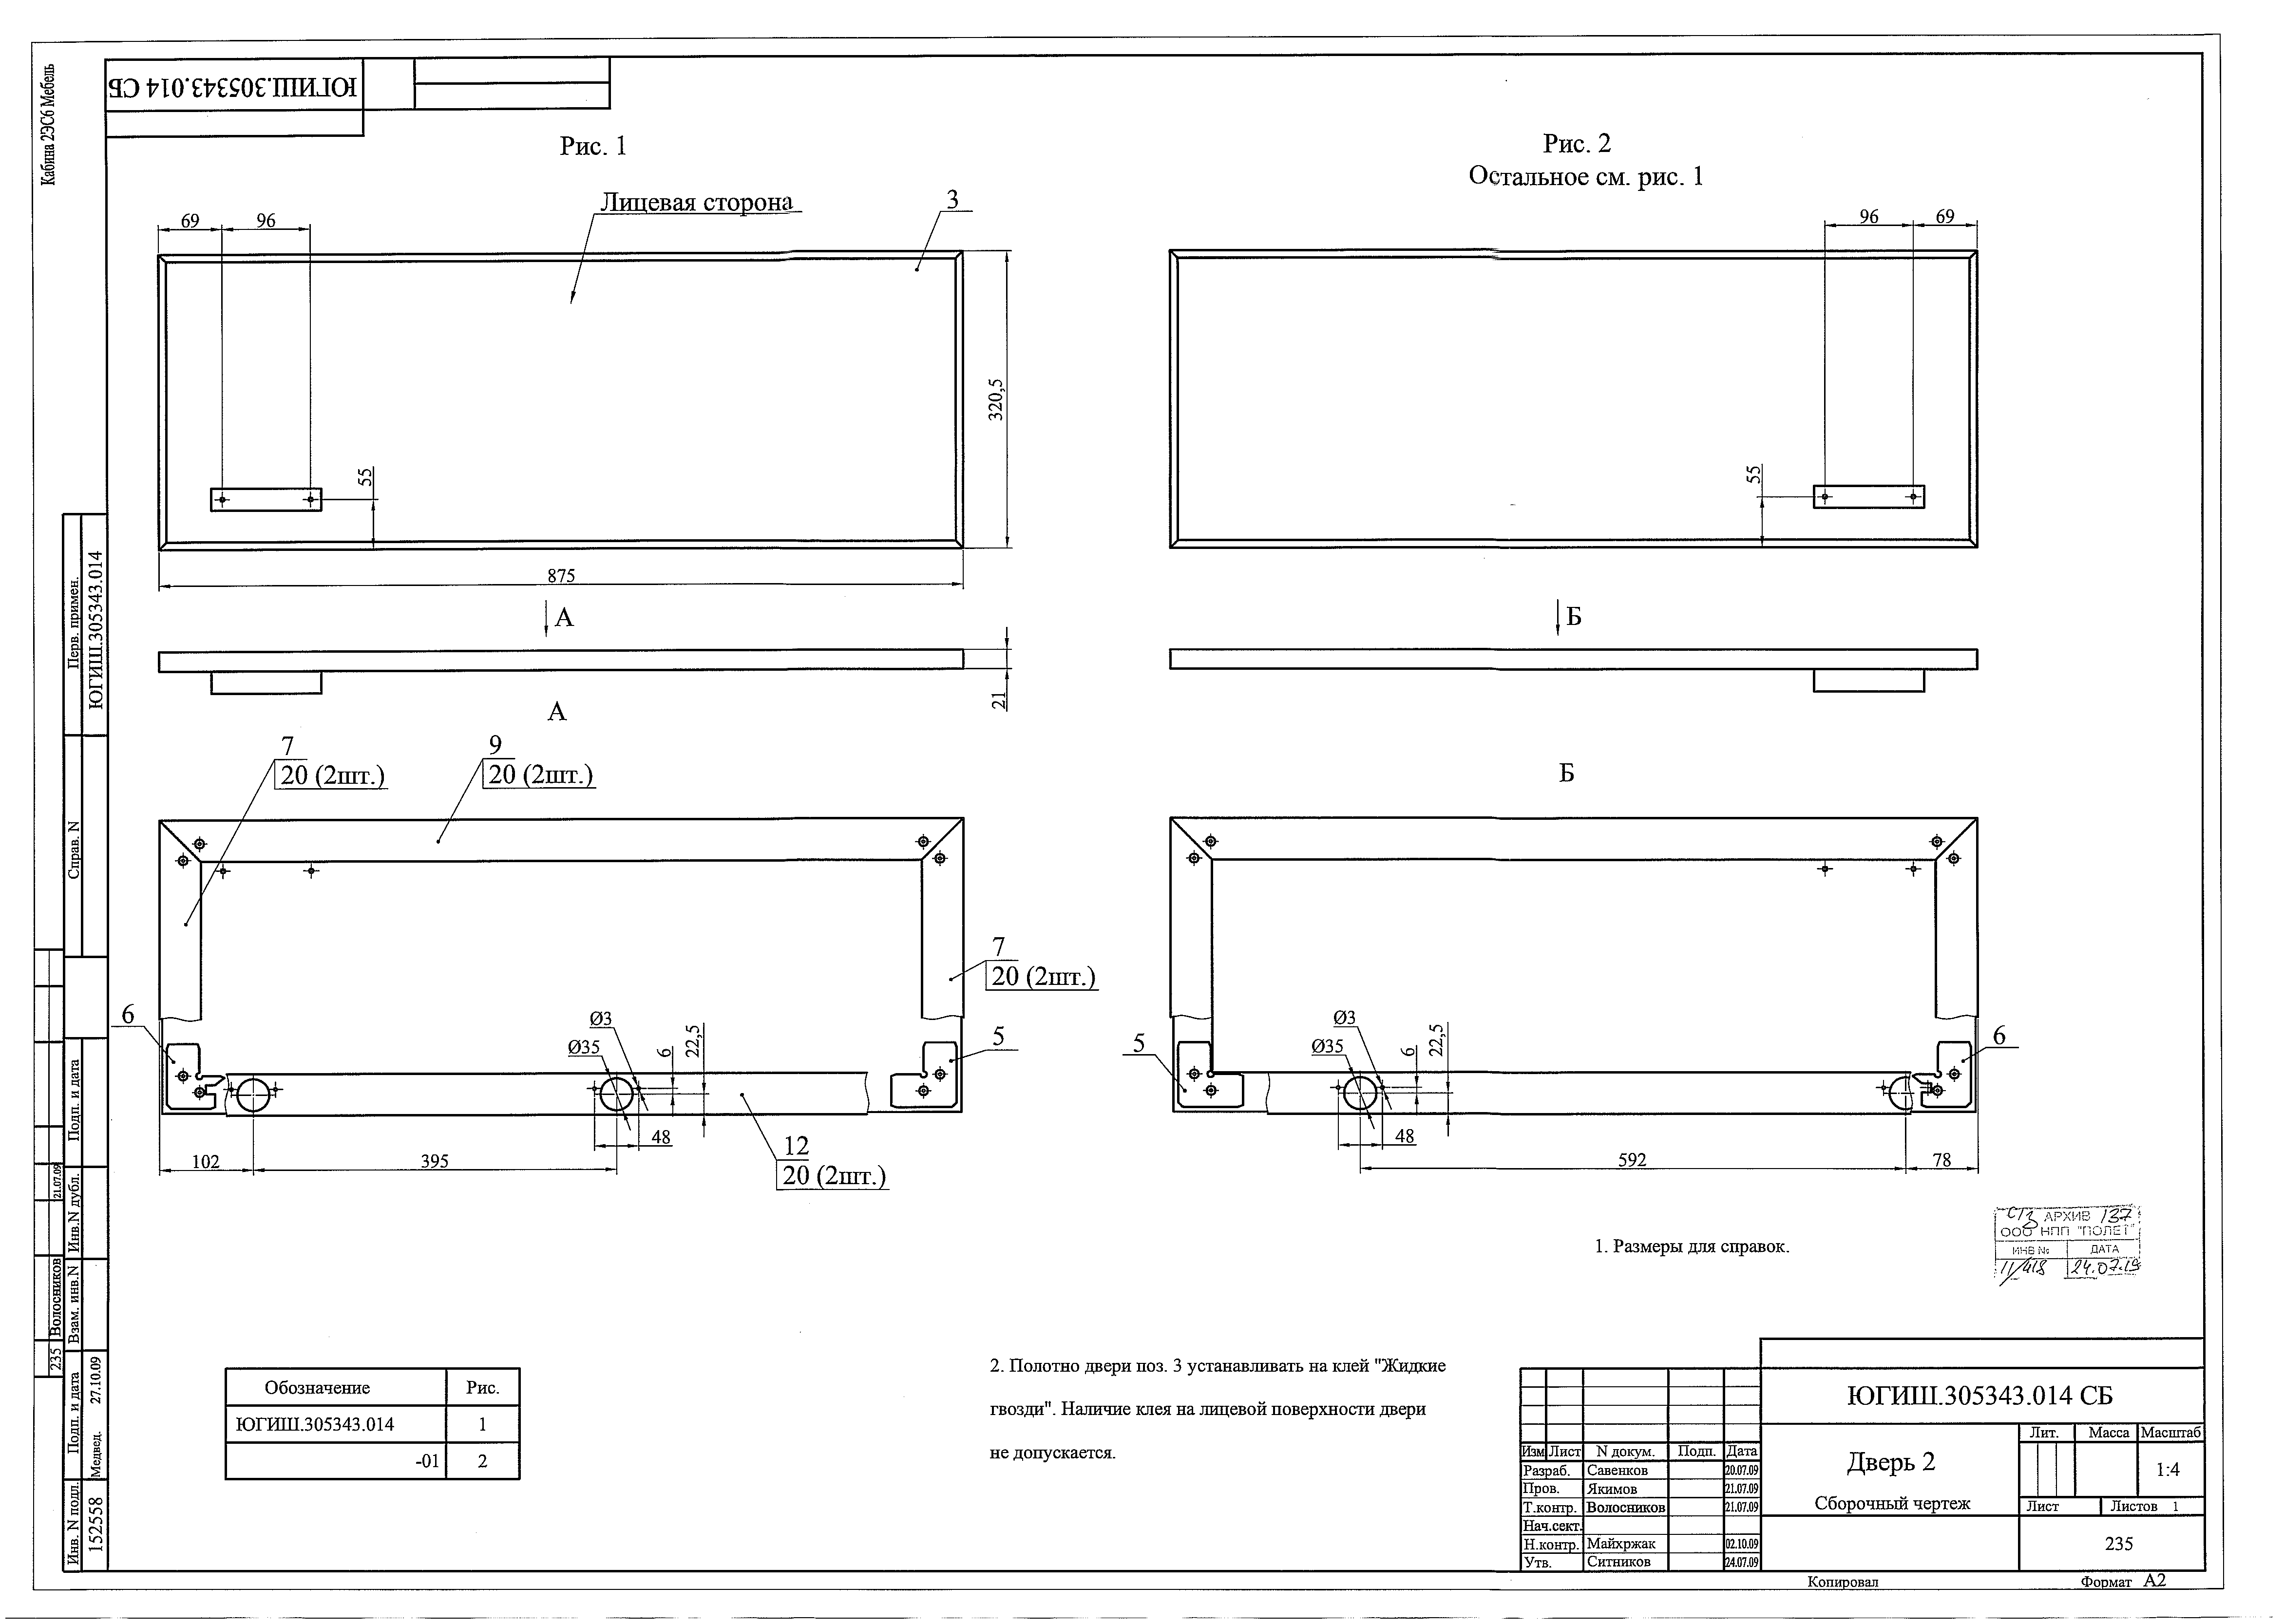 Кабина 2ЭС6 Мебель
ЮГИШ.305343.014 СБ
Рис. 1
Рис. 2
Остальное см. рис. 1
Лицевая сторона
3
69
96
96
69
320,5
55
55
875
А
Б
21
А
Б
7
20 (2шт.)
9
20 (2шт.)
7
20 (2шт.)
6
5
5
6
Ø3
Ø35
6
22,5
48
Ø3
Ø35
6
22,5
48
12
20 (2шт.)
102
395
592
78
1. Размеры для справок.
АРХИВ 137
ООО НПП "ПОЛЕТ"
ИНВ №
ДАТА
11/418
24.07.19
2. Полотно двери поз. 3 устанавливать на клей "Жидкие
гвозди". Наличие клея на лицевой поверхности двери
не допускается.
Обозначение Рис.
ЮГИШ.305343.014 1
-01 2
Перв. примен.
ЮГИШ.305343.014
Справ. N
Подп. и дата
Инв.N дубл.
Взам. инв.N
Подп. и дата
Медвед. 27.10.09
Инв. N подл.
152558
235 Волосников 21.07.09
ЮГИШ.305343.014 СБ
Изм Лист N докум. Подп. Дата
Разраб. Савенков 20.07.09
Пров. Якимов 21.07.09
Т.контр. Волосников 21.07.09
Нач.сект.
Н.контр. Майхржак 02.10.09
Утв. Ситников 24.07.09
Дверь 2
Сборочный чертеж
Лит. Масса Масштаб
1:4
Лист Листов 1
235
Копировал Формат А2